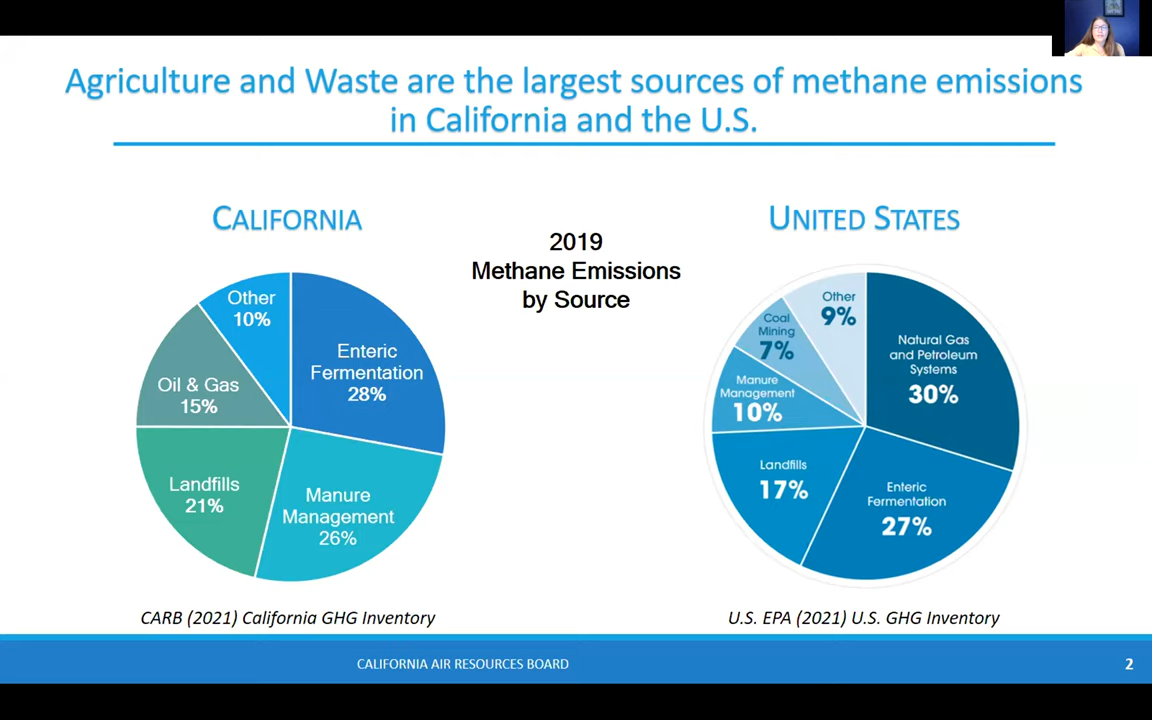 Agriculture and Waste are the largest sources of methane emissions
in California and the U.S.
CALIFORNIA
2019
Methane Emissions
by Source
UNITED STATES
Other
10%
Enteric
Fermentation
28%
Oil & Gas
15%
Landfills
21%
Manure
Management
26%
Other
9%
Coal
Mining
7%
Natural Gas
and Petroleum
Systems
30%
Manure
Management
10%
Landfills
17%
Enteric
Fermentation
27%
CARB (2021) California GHG Inventory
U.S. EPA (2021) U.S. GHG Inventory
CALIFORNIA AIR RESOURCES BOARD
2